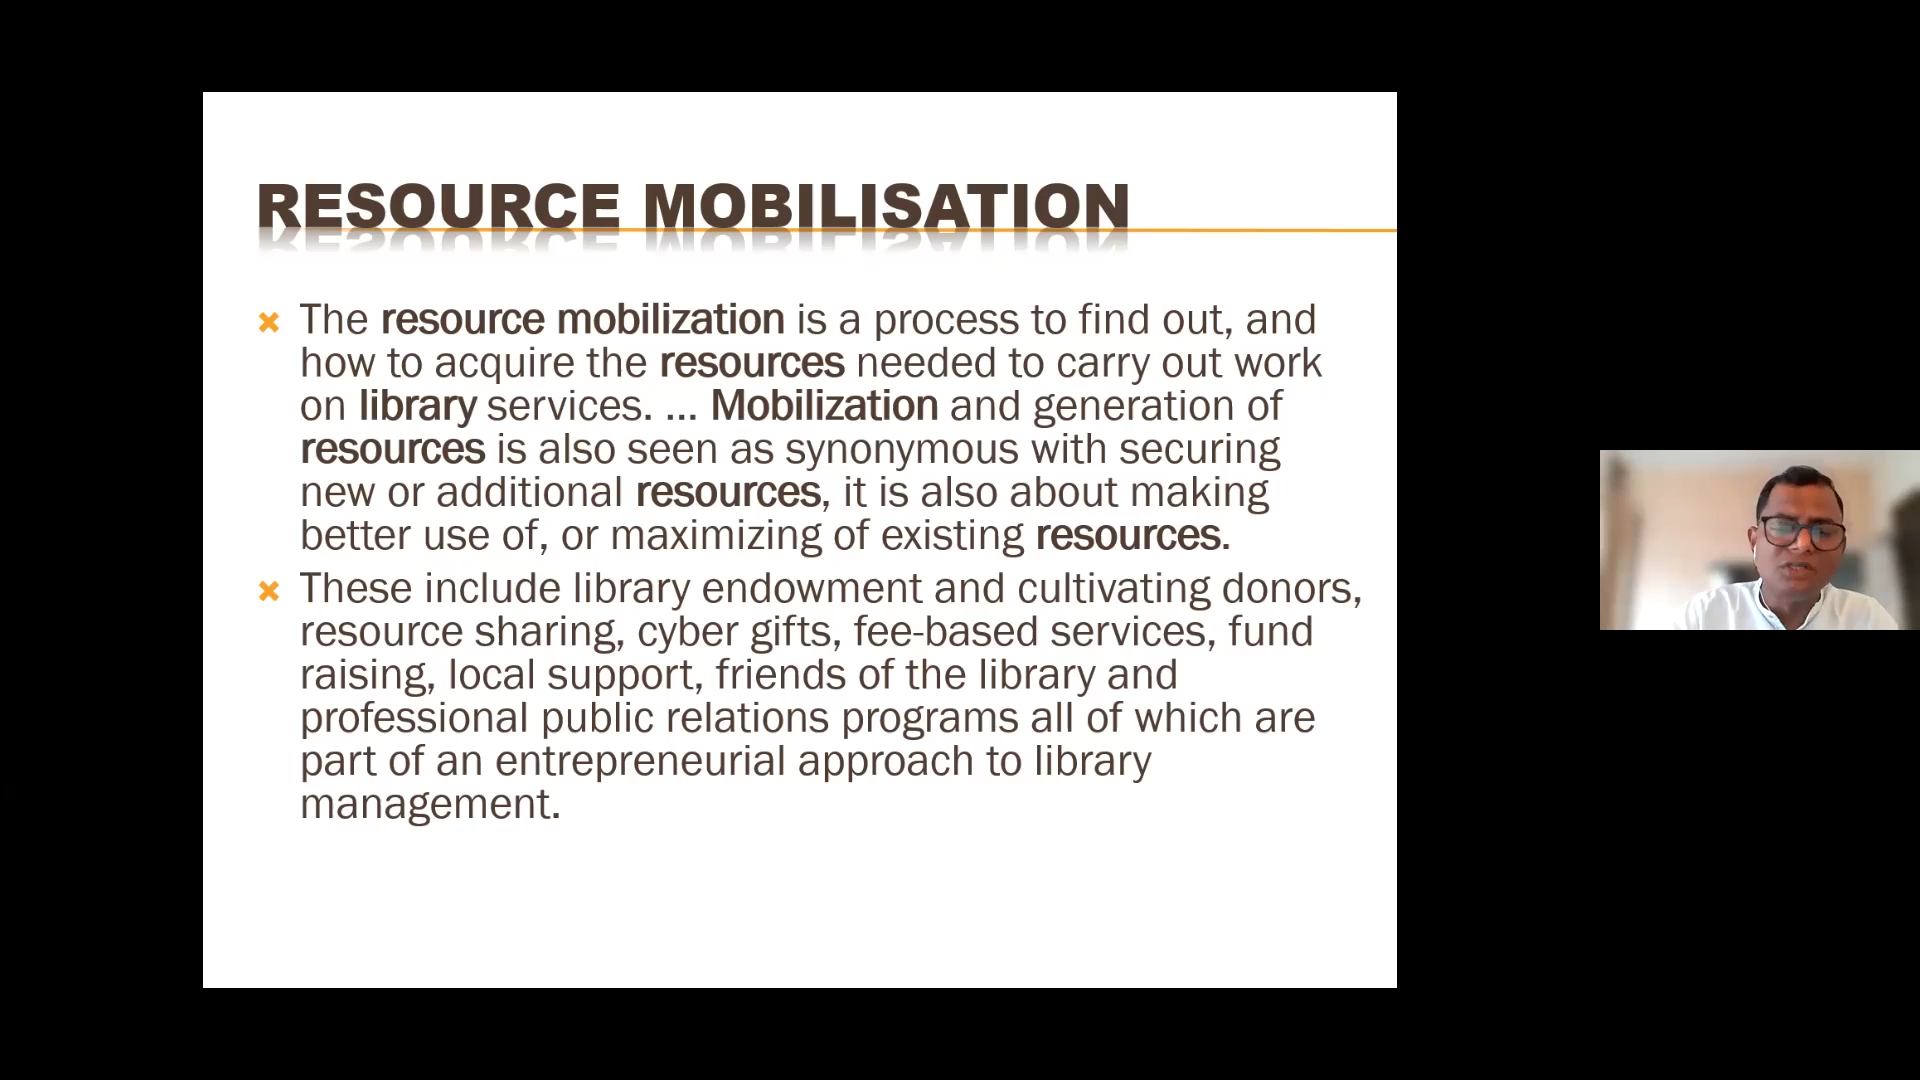 RESOURCE MOBILISATION
The resource mobilization is a process to find out, and
how to acquire the resources needed to carry out work
on library services. ... Mobilization and generation of
resources is also seen as synonymous with securing
new or additional resources, it is also about making
better use of, or maximizing of existing resources.
These include library endowment and cultivating donors,
resource sharing, cyber gifts, fee-based services, fund
raising, local support, friends of the library and
professional public relations programs all of which are
part of an entrepreneurial approach to library
management.